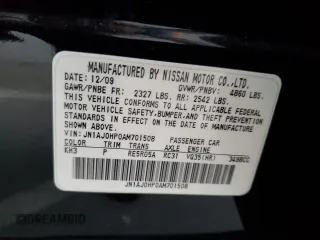 MANUFACTURED BY NISSAN MOTOR CO.,LTD.
DATE: 12/09 GVWR/PNBV: 4860 LBS.
GAWR/PNBE FR: 2327 LBS. RR: 2542 LBS.
THIS VEHICLE CONFORMS TO ALL APPLICABLE FEDERAL
MOTOR VEHICLE SAFETY, BUMPER, AND THEFT
PREVENTION STANDARDS IN EFFECT ON THE DATE OF MANUFACTURE
SHOWN ABOVE.
VIN: JN1AJ0HP0AM701508 PASSENGER CAR
COLOR TRIM TRANS AXLE ENGINE
KH3 P RE5R05A RC31 VQ35(HR) 3498CC
JN1AJ0HP0AM701508
DREAMBID